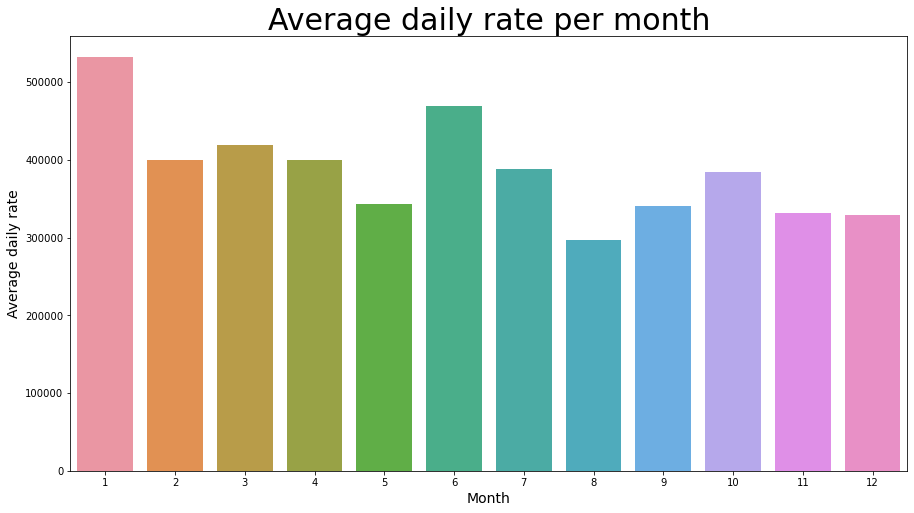 Average daily rate per month
Average daily rate
500000
400000
300000
200000
100000
0
1 2 3 4 5 6 7 8 9 10 11 12
Month